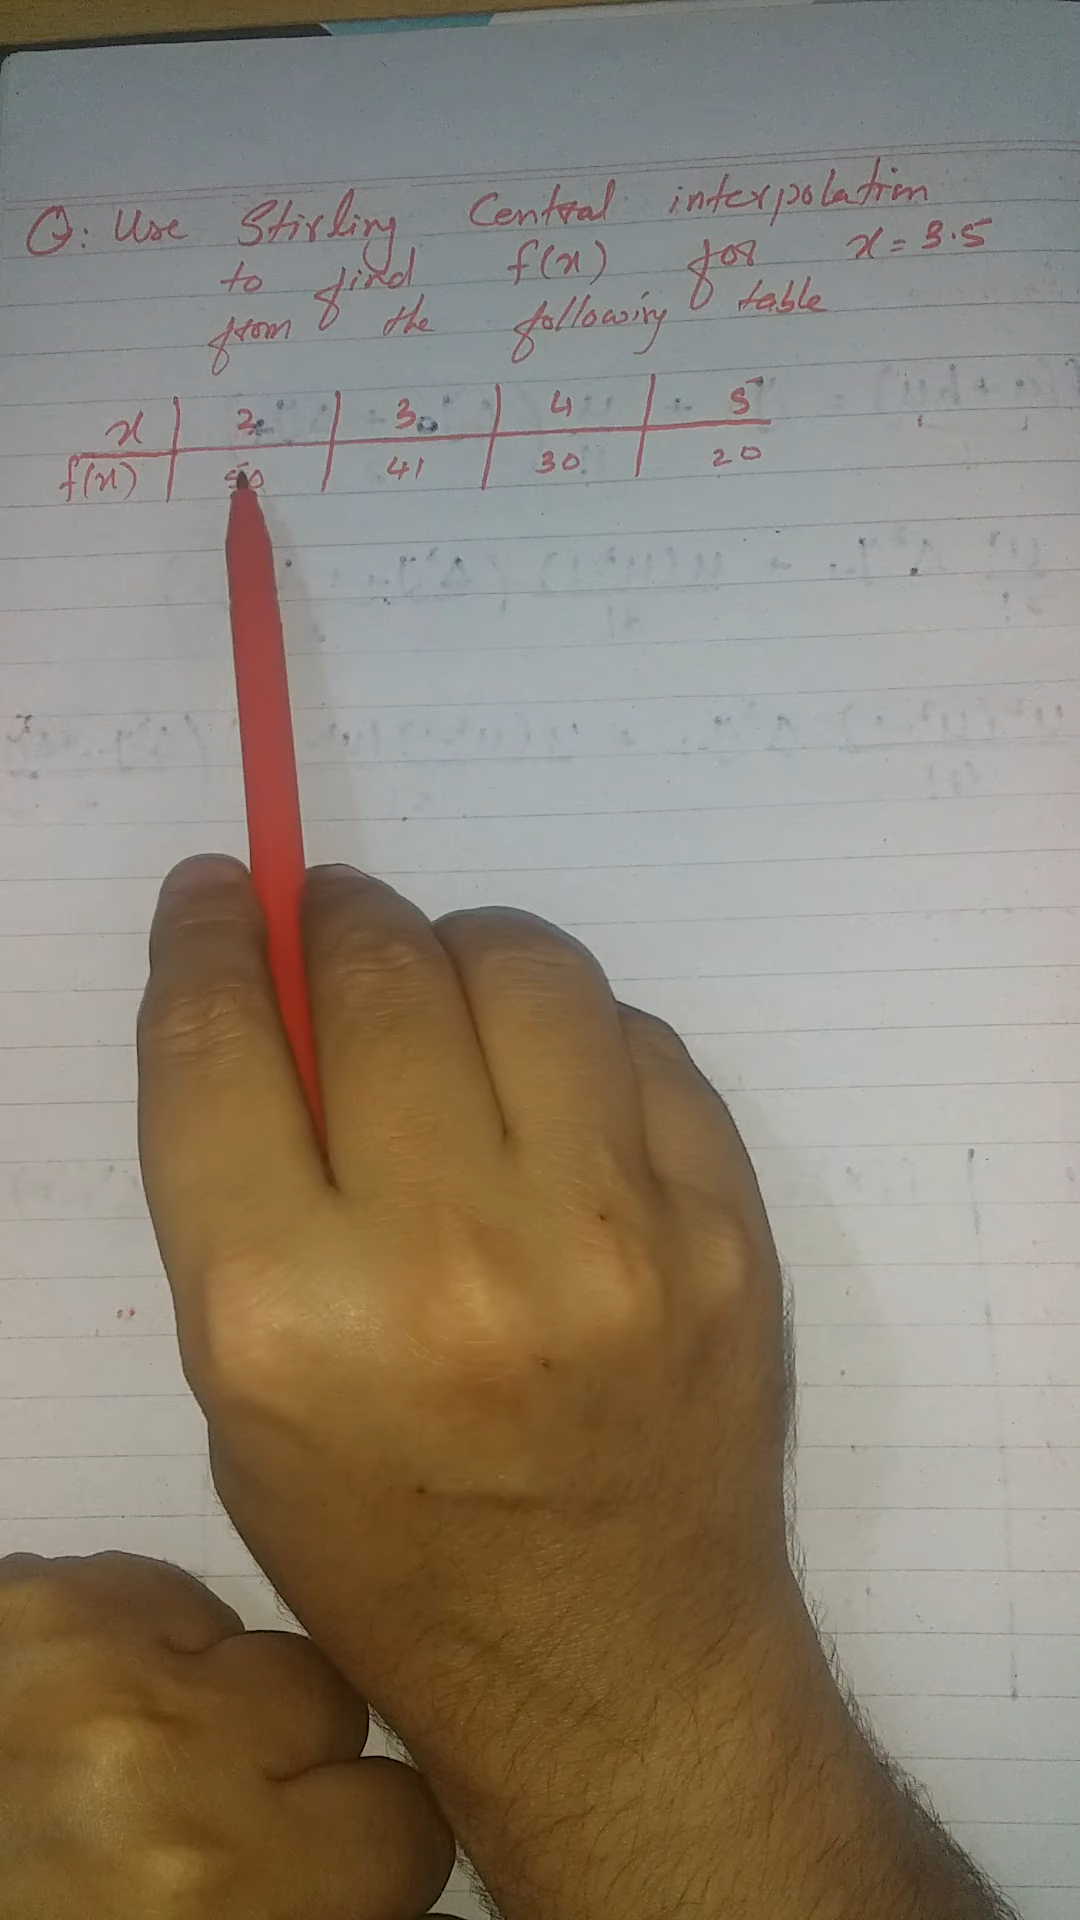 Q: Use Stirling Central interpolation
to find f(x) for x = 3.5
from the following table
x | 2 | 3 | 4 | 5
f(x) | 50 | 41 | 30 | 20